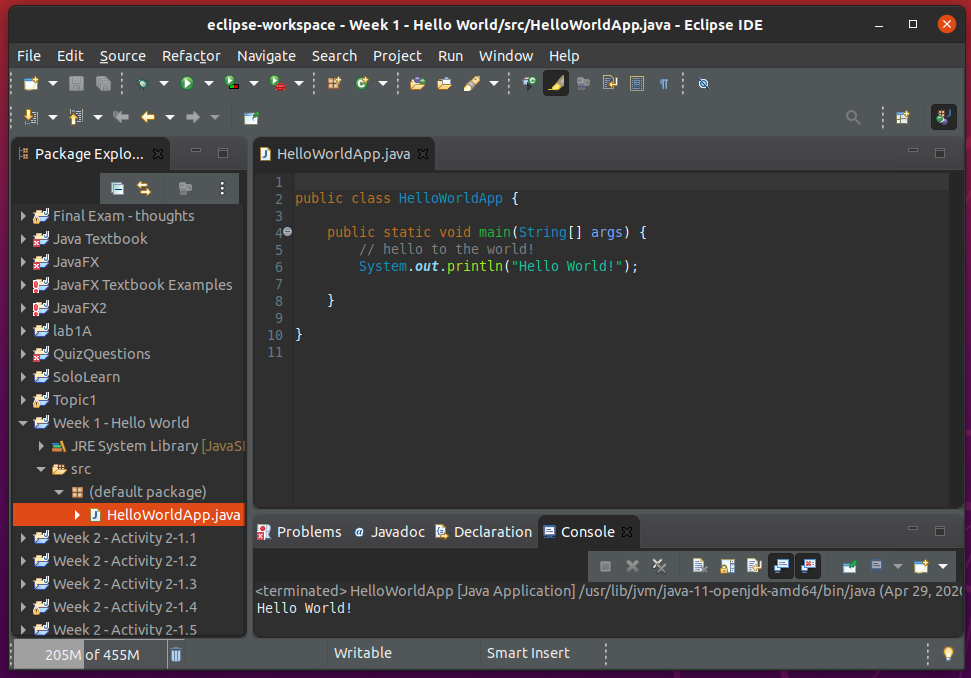 eclipse-workspace - Week 1 - Hello World/src/HelloWorldApp.java - Eclipse IDE
File Edit Source Refactor Navigate Search Project Run Window Help
Package Explo...
Final Exam - thoughts
Java Textbook
JavaFX
JavaFX Textbook Examples
JavaFX2
lab1A
QuizQuestions
SoloLearn
Topic1
Week 1 - Hello World
JRE System Library [JavaSE
src
(default package)
HelloWorldApp.java
Week 2 - Activity 2-1.1
Week 2 - Activity 2-1.2
Week 2 - Activity 2-1.3
Week 2 - Activity 2-1.4
Week 2 - Activity 2-1.5
HelloWorldApp.java
1
2 public class HelloWorldApp {
3
4 public static void main(String[] args) {
5 // hello to the world!
6 System.out.println("Hello World!");
7
8 }
9
10 }
11
Problems Javadoc Declaration Console
<terminated> HelloWorldApp [Java Application] /usr/lib/jvm/java-11-openjdk-amd64/bin/java (Apr 29, 2020
Hello World!
205M of 455M Writable Smart Insert